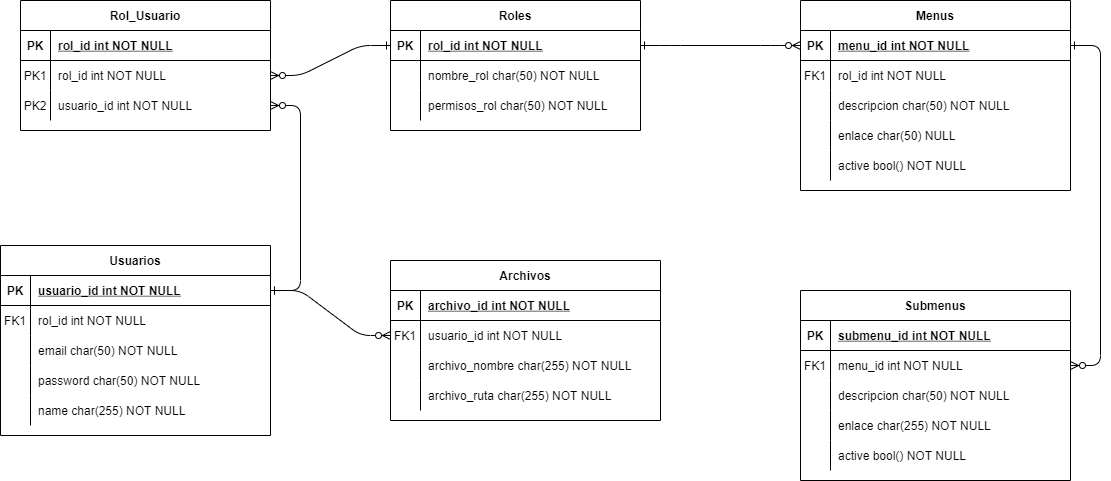 Rol_Usuario
PK rol_id int NOT NULL
PK1 rol_id int NOT NULL
PK2 usuario_id int NOT NULL
Roles
PK rol_id int NOT NULL
nombre_rol char(50) NOT NULL
permisos_rol char(50) NOT NULL
Menus
PK menu_id int NOT NULL
FK1 rol_id int NOT NULL
descripcion char(50) NOT NULL
enlace char(50) NULL
active bool() NOT NULL
Usuarios
PK usuario_id int NOT NULL
FK1 rol_id int NOT NULL
email char(50) NOT NULL
password char(50) NOT NULL
name char(255) NOT NULL
Archivos
PK archivo_id int NOT NULL
FK1 usuario_id int NOT NULL
archivo_nombre char(255) NOT NULL
archivo_ruta char(255) NOT NULL
Submenus
PK submenu_id int NOT NULL
FK1 menu_id int NOT NULL
descripcion char(50) NOT NULL
enlace char(255) NOT NULL
active bool() NOT NULL